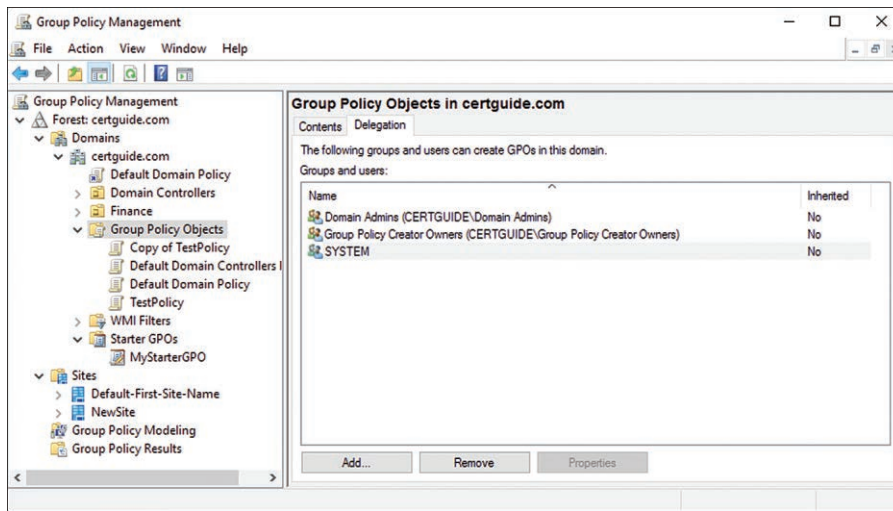 Group Policy Management
File Action View Window Help
Group Policy Management
Forest: certguide.com
Domains
certguide.com
Default Domain Policy
Domain Controllers
Finance
Group Policy Objects
Copy of TestPolicy
Default Domain Controllers
Default Domain Policy
TestPolicy
WMI Filters
Starter GPOs
MyStarterGPO
Sites
Default-First-Site-Name
NewSite
Group Policy Modeling
Group Policy Results
Group Policy Objects in certguide.com
Contents Delegation
The following groups and users can create GPOs in this domain.
Groups and users:
Name Inherited
Domain Admins (CERTGUIDE\Domain Admins) No
Group Policy Creator Owners (CERTGUIDE\Group Policy Creator Owners) No
SYSTEM No
Add... Remove Properties